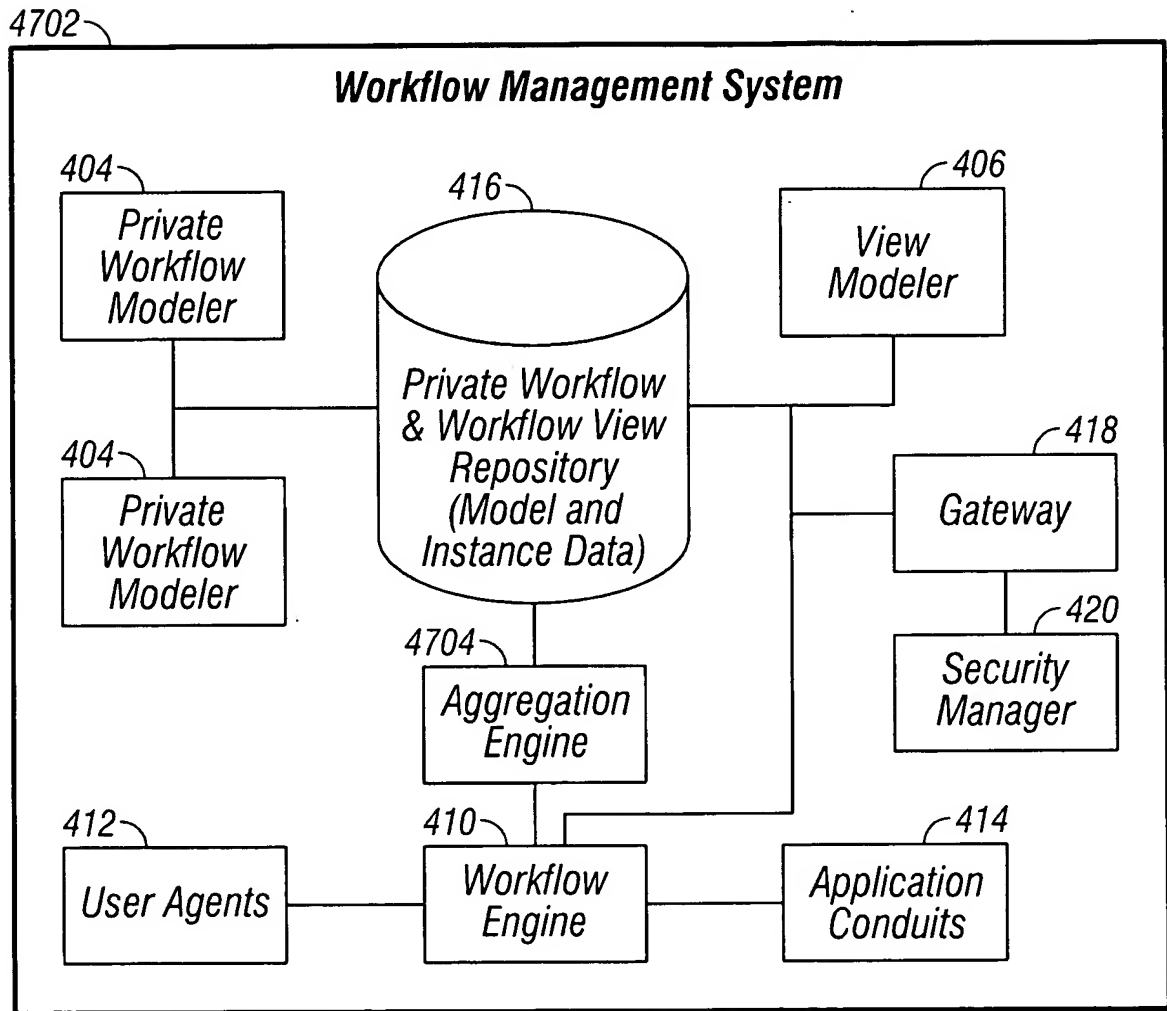 4702
Workflow Management System
404
Private
Workflow
Modeler
416
Private Workflow
& Workflow View
Repository
(Model and
Instance Data)
406
View
Modeler
404
Private
Workflow
Modeler
418
Gateway
420
Security
Manager
4704
Aggregation
Engine
412
User Agents
410
Workflow
Engine
414
Application
Conduits